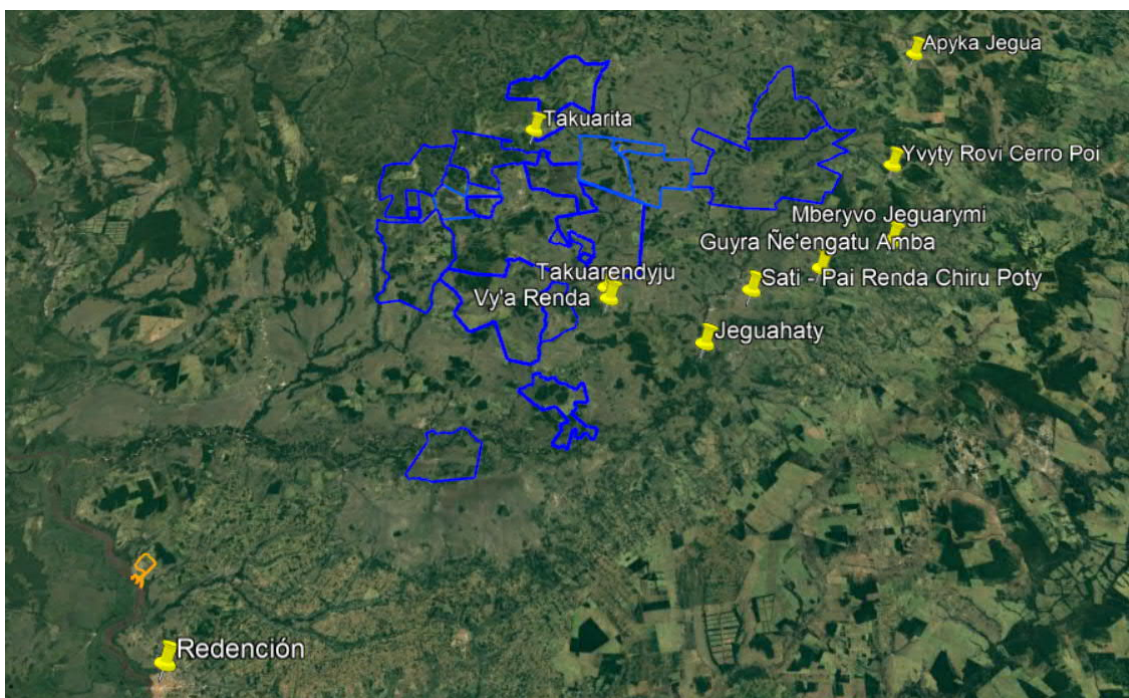 Apyka Jegua
Takuarita
Yvyty Rovi Cerro Poi
Mberyvo Jeguarymi
Guyra Ñe'engatu Amba
Takuarendyju
Sati - Pai Renda Chiru Poty
Vy'a Renda
Jeguahaty
Redención